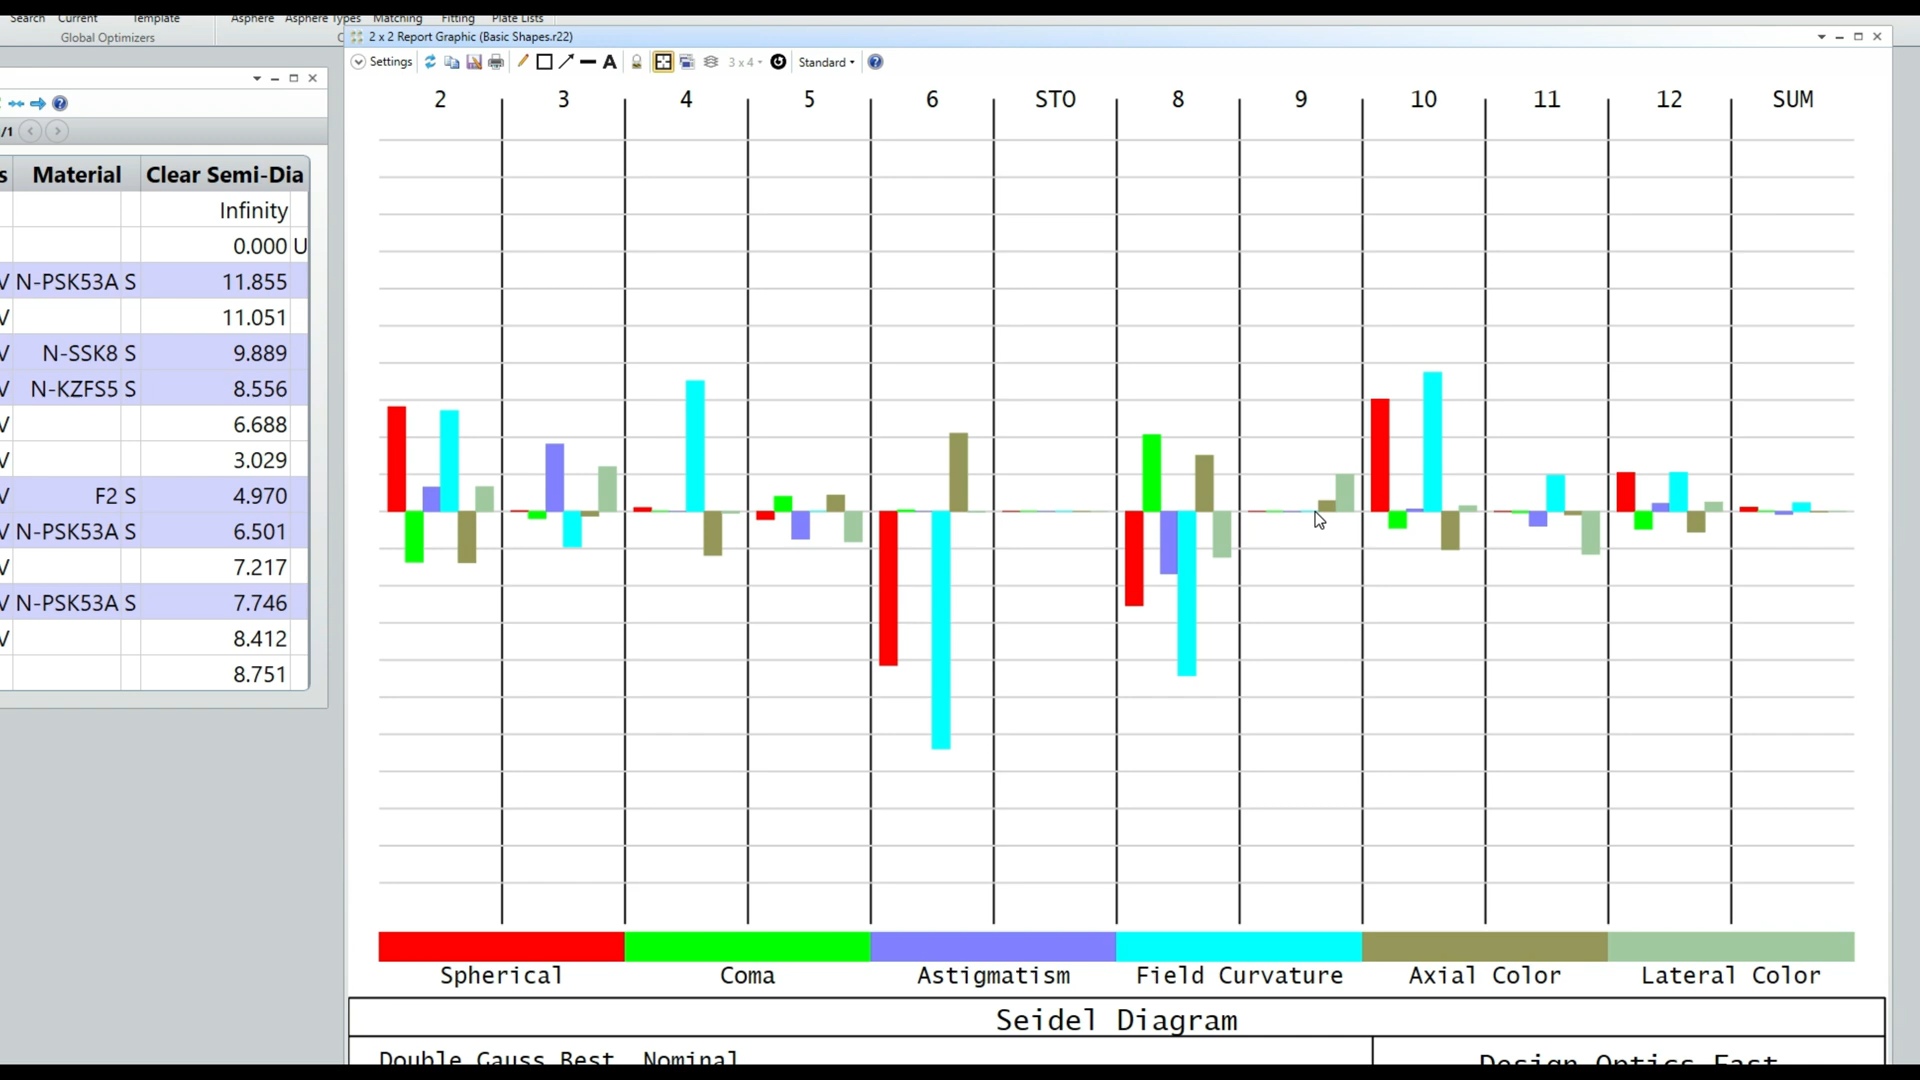 Search Current Template Asphere Asphere Types Matching Fitting Plate Lists
Global Optimizers
2 x 2 Report Graphic (Basic Shapes.r22)
Settings A 3 x 4 Standard
/1
2 3 4 5 6 STO 8 9 10 11 12 SUM
s Material Clear Semi-Dia
Infinity
0.000 U
V N-PSK53A S 11.855
V 11.051
V N-SSK8 S 9.889
V N-KZFS5 S 8.556
V 6.688
V 3.029
V F2 S 4.970
V N-PSK53A S 6.501
V 7.217
V N-PSK53A S 7.746
V 8.412
8.751
Spherical Coma Astigmatism Field Curvature Axial Color Lateral Color
Seidel Diagram
Double Gauss Best Nominal
Design Optics Fast